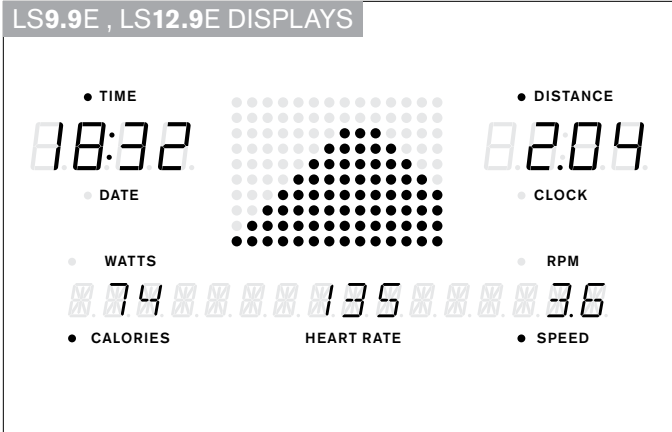 LS9.9E , LS12.9E DISPLAYS
TIME
DISTANCE
18:32
2.04
DATE
CLOCK
WATTS
RPM
74 135 3.6
CALORIES HEART RATE SPEED